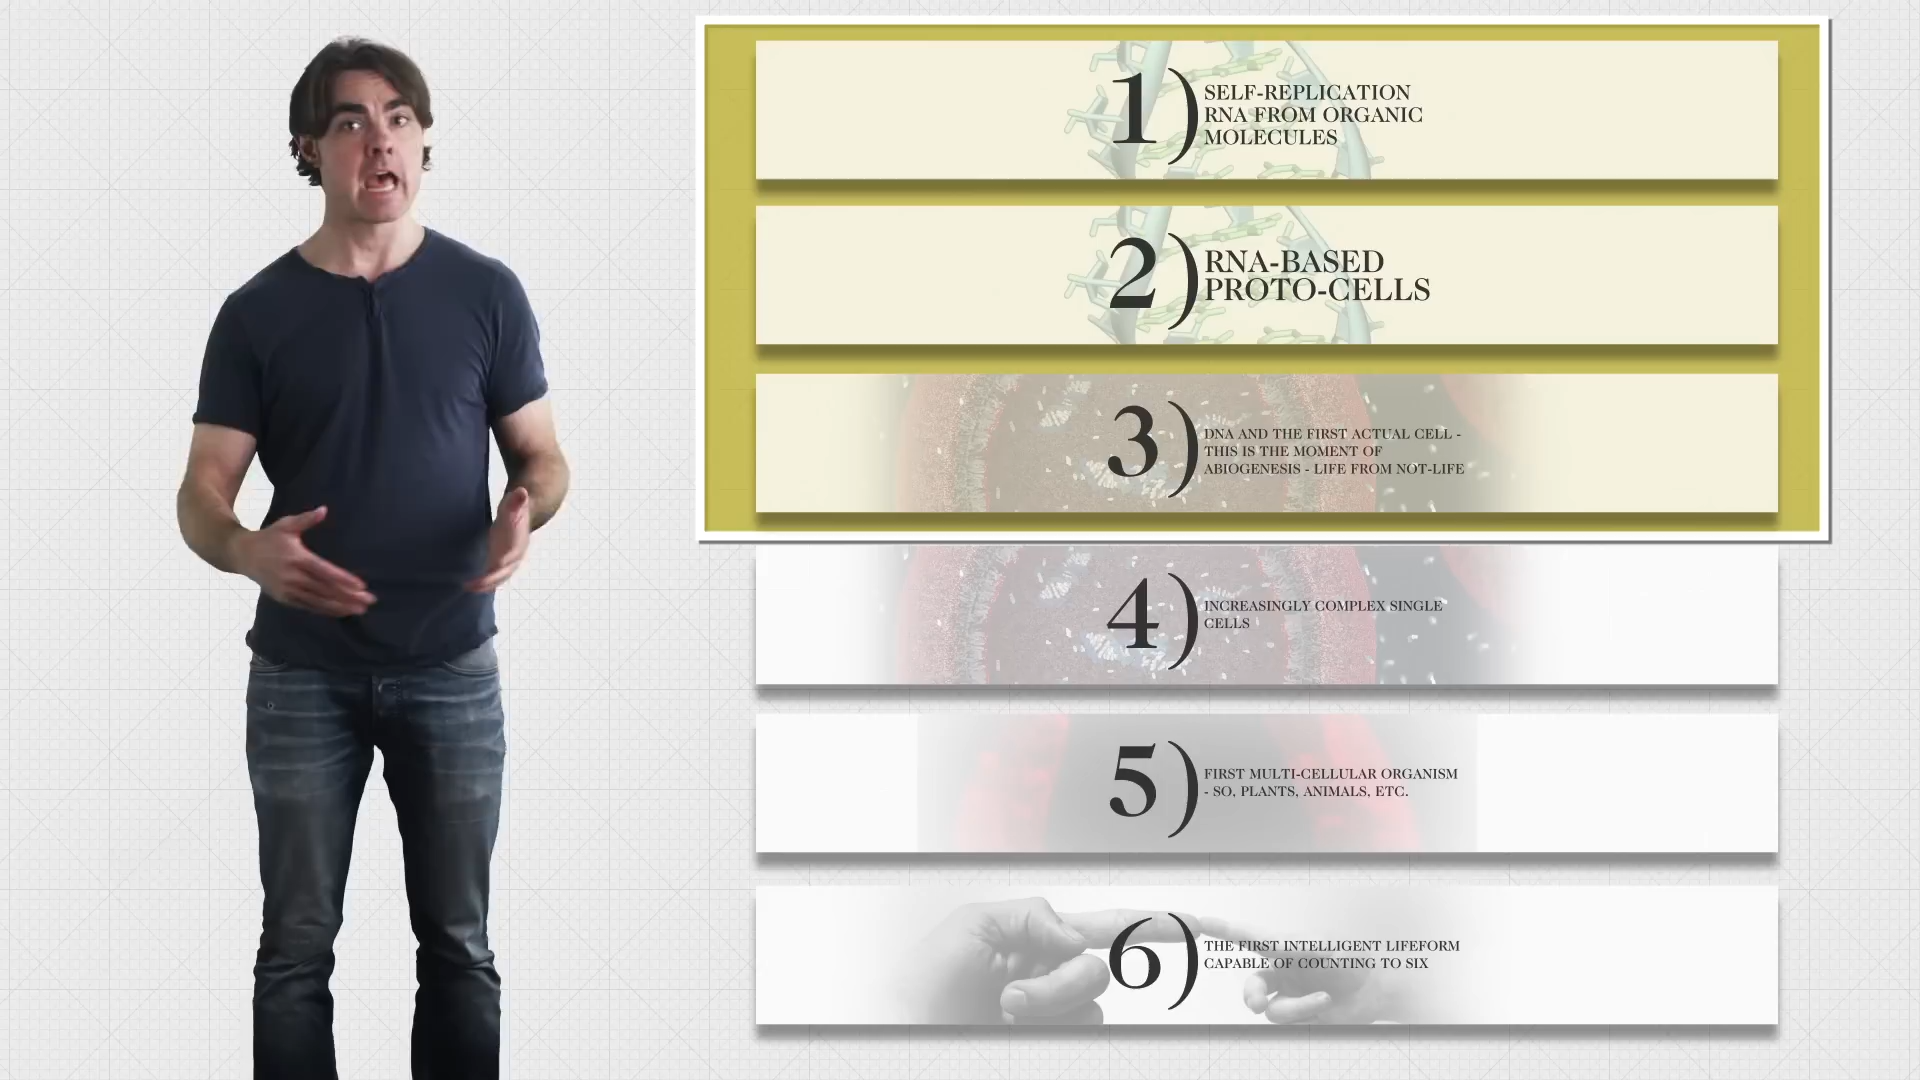 1) SELF-REPLICATION
RNA FROM ORGANIC
MOLECULES
2) RNA-BASED
PROTO-CELLS
3) DNA AND THE FIRST ACTUAL CELL -
THIS IS THE MOMENT OF
ABIOGENESIS - LIFE FROM NOT-LIFE
4) INCREASINGLY COMPLEX SINGLE
CELLS
5) FIRST MULTI-CELLULAR ORGANISM
- SO, PLANTS, ANIMALS, ETC.
6) THE FIRST INTELLIGENT LIFEFORM
CAPABLE OF COUNTING TO SIX